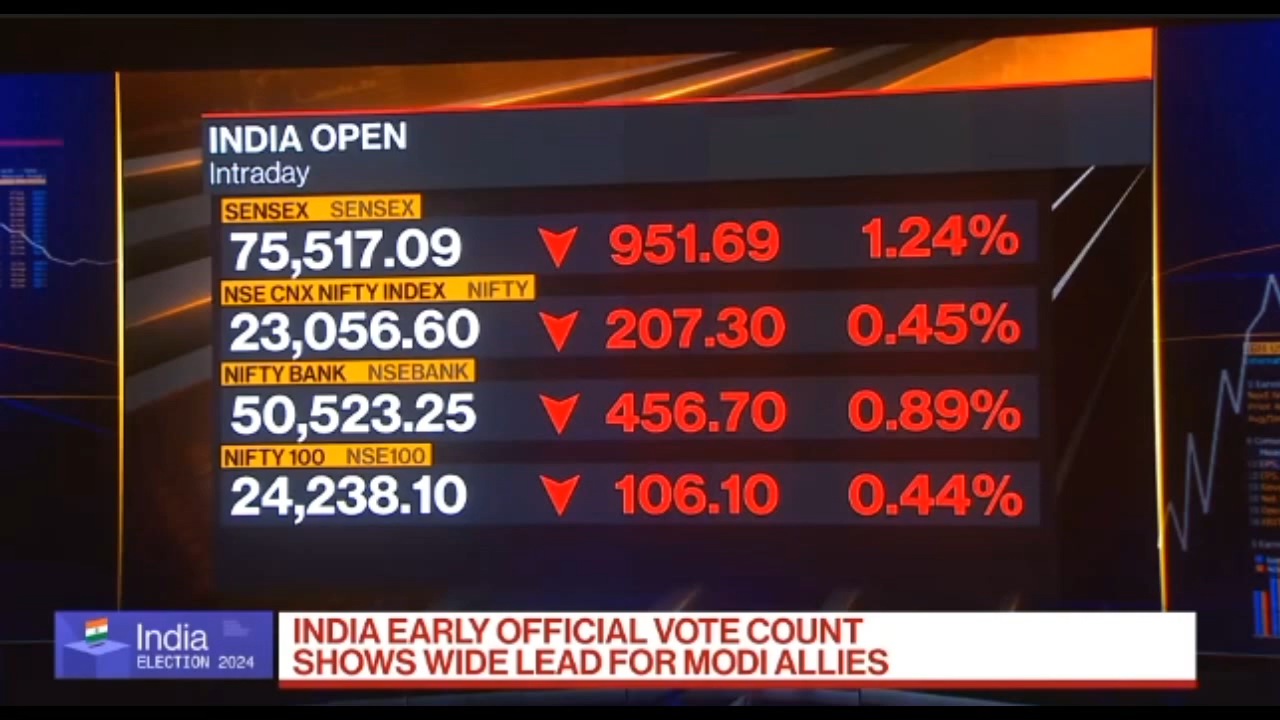 INDIA OPEN
Intraday
SENSEX SENSEX
75,517.09 ▼ 951.69 1.24%
NSE CNX NIFTY INDEX NIFTY
23,056.60 ▼ 207.30 0.45%
NIFTY BANK NSEBANK
50,523.25 ▼ 456.70 0.89%
NIFTY 100 NSE100
24,238.10 ▼ 106.10 0.44%
India
ELECTION 2024
INDIA EARLY OFFICIAL VOTE COUNT
SHOWS WIDE LEAD FOR MODI ALLIES